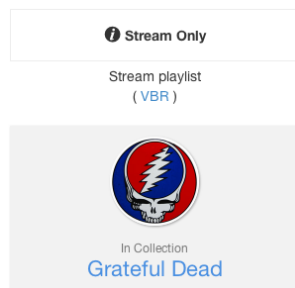 Stream Only
Stream playlist
( VBR )
In Collection
Grateful Dead